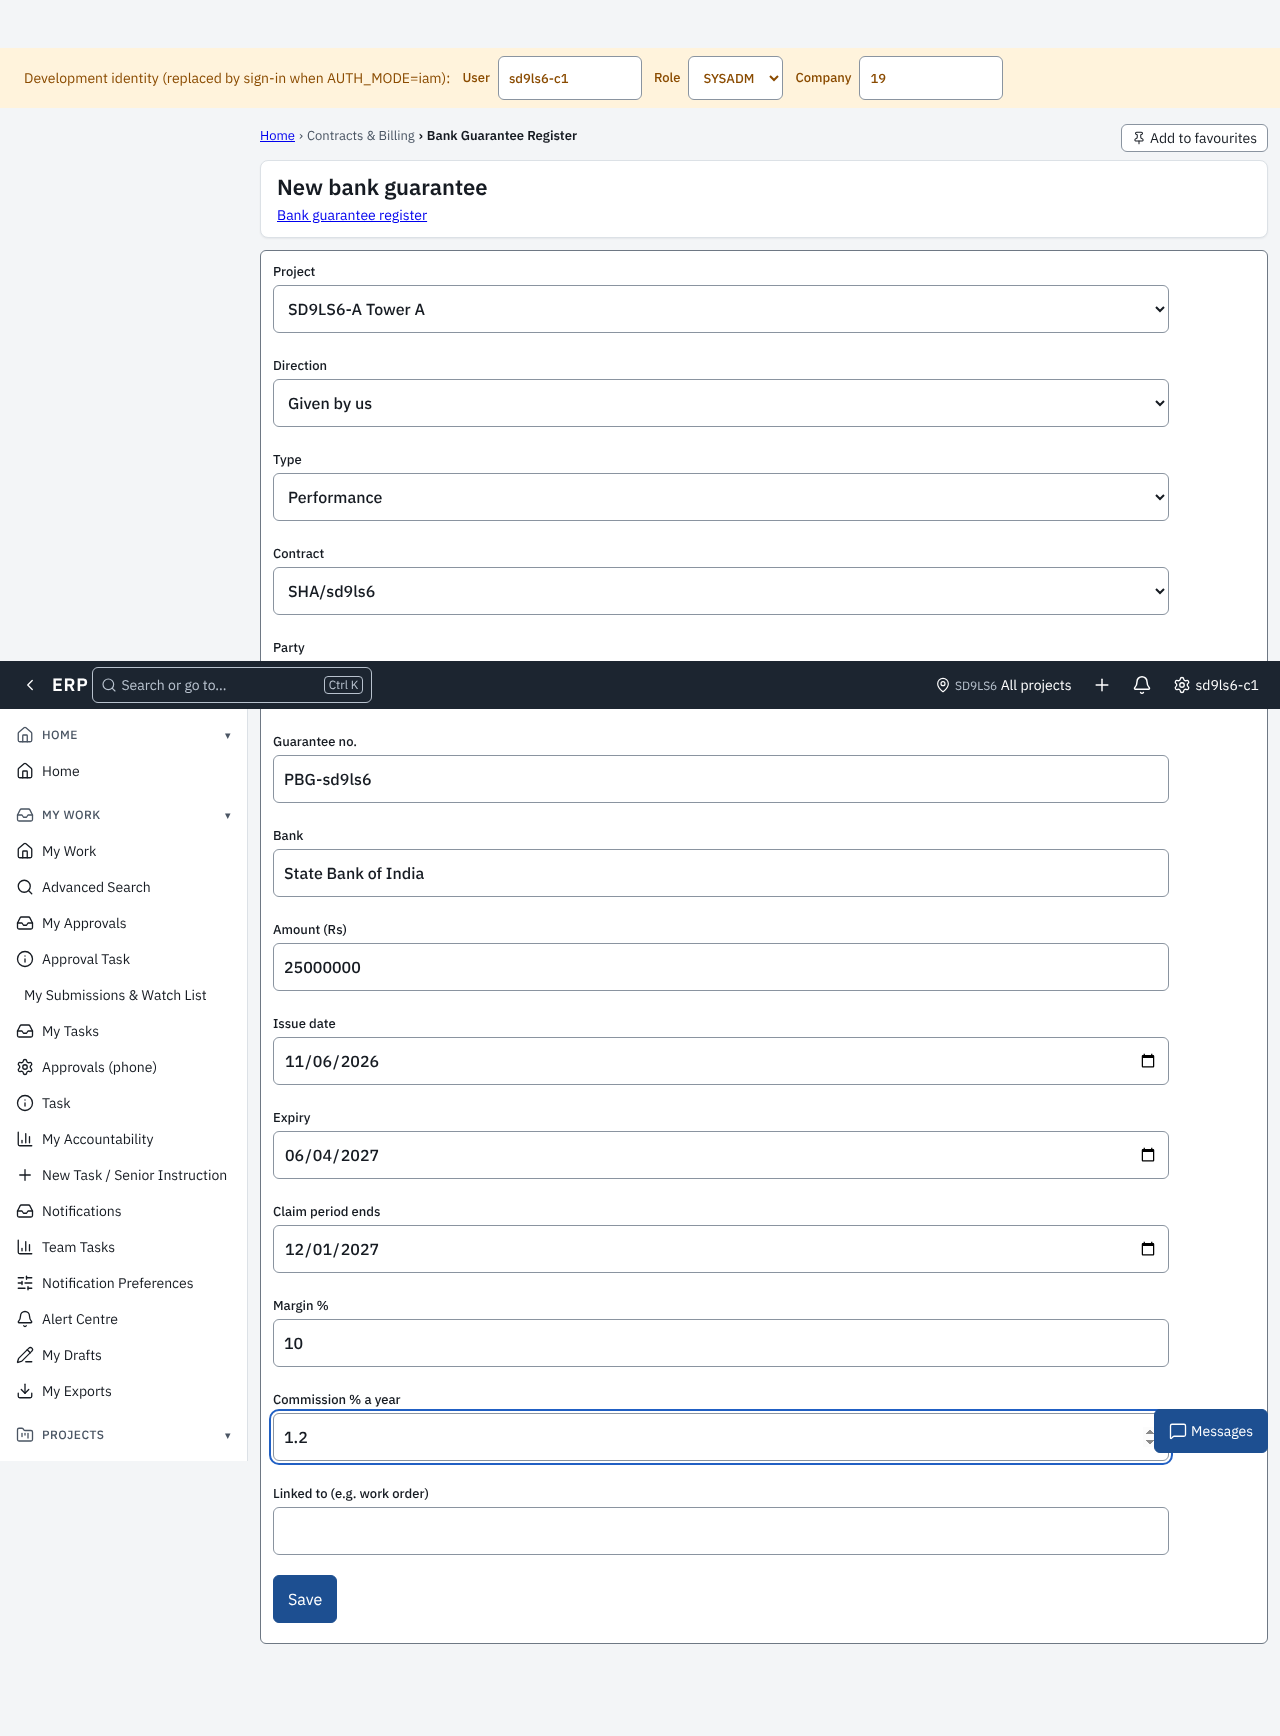 Development identity (replaced by sign-in when AUTH_MODE=iam): User sd9ls6-c1 Role SYSADM Company 19
Home › Contracts & Billing › Bank Guarantee Register
Add to favourites
New bank guarantee
Bank guarantee register
Project
SD9LS6-A Tower A
Direction
Given by us
Type
Performance
Contract
SHA/sd9ls6
Party
ERP Search or go to... Ctrl K SD9LS6 All projects sd9ls6-c1
HOME
Home
MY WORK
My Work
Advanced Search
My Approvals
Approval Task
My Submissions & Watch List
My Tasks
Approvals (phone)
Task
My Accountability
New Task / Senior Instruction
Notifications
Team Tasks
Notification Preferences
Alert Centre
My Drafts
My Exports
PROJECTS
Guarantee no.
PBG-sd9ls6
Bank
State Bank of India
Amount (Rs)
25000000
Issue date
11/06/2026
Expiry
06/04/2027
Claim period ends
12/01/2027
Margin %
10
Commission % a year
1.2
Messages
Linked to (e.g. work order)
Save